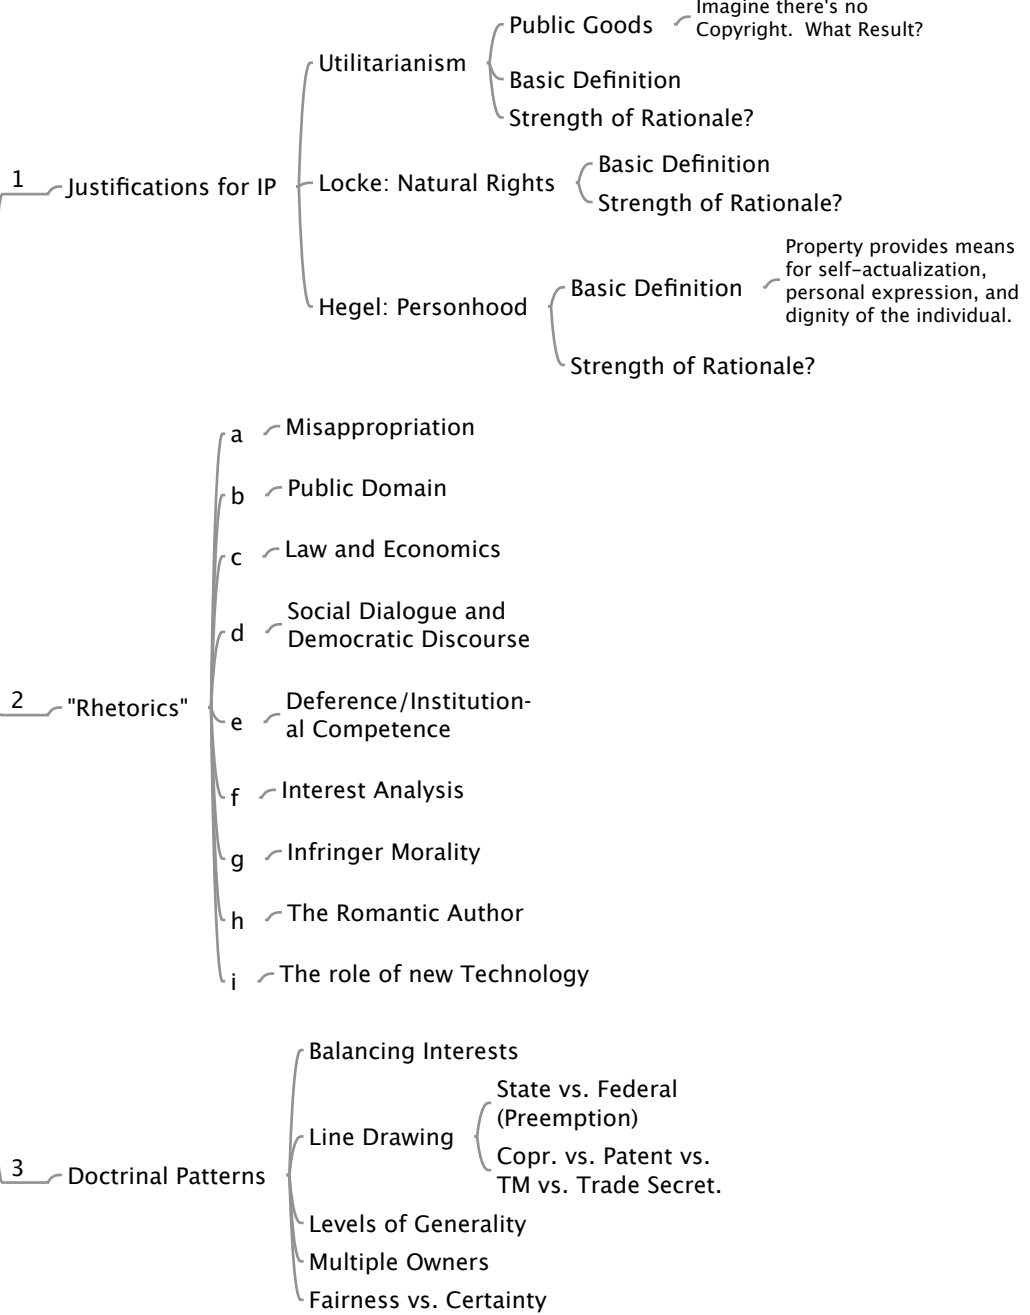 Imagine there's no
Copyright.  What Result?
Public Goods
Utilitarianism
Basic Definition
Strength of Rationale?
1
Justifications for IP
Locke: Natural Rights
Basic Definition
Strength of Rationale?
Property provides means
for self-actualization,
personal expression, and
dignity of the individual.
Basic Definition
Hegel: Personhood
Strength of Rationale?
a
Misappropriation
b
Public Domain
c
Law and Economics
d
Social Dialogue and
Democratic Discourse
2
"Rhetorics"
e
Deference/Institution-
al Competence
f
Interest Analysis
g
Infringer Morality
h
The Romantic Author
i
The role of new Technology
Balancing Interests
State vs. Federal
(Preemption)
Line Drawing
Copr. vs. Patent vs.
TM vs. Trade Secret.
3
Doctrinal Patterns
Levels of Generality
Multiple Owners
Fairness vs. Certainty